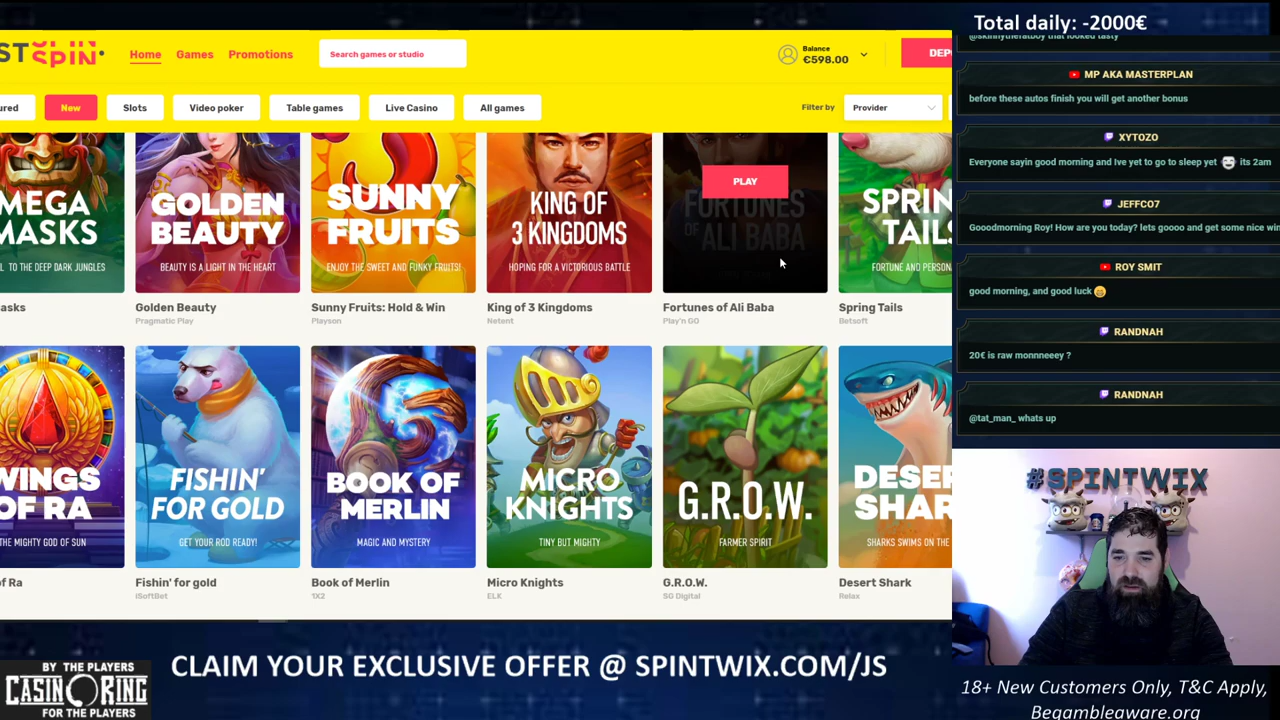 Total daily: -2000€
ST SPIN
Home Games Promotions
Search games or studio
Balance
€598.00
DEP
ured New Slots Video poker Table games Live Casino All games
Filter by Provider
MEGA
MASKS
TO THE DEEP DARK JUNGLES
GOLDEN
BEAUTY
BEAUTY IS A LIGHT IN THE HEART
SUNNY
FRUITS
ENJOY THE SWEET AND FUNKY FRUITS!
KING OF
3 KINGDOMS
HOPING FOR A VICTORIOUS BATTLE
PLAY
FORTUNES
OF ALI BABA
SPRIN
TAILS
FORTUNE AND PERSON
asks
Golden Beauty
Pragmatic Play
Sunny Fruits: Hold & Win
Playson
King of 3 Kingdoms
Netent
Fortunes of Ali Baba
Play'n GO
Spring Tails
Betsoft
WINGS
OF RA
THE MIGHTY GOD OF SUN
FISHIN'
FOR GOLD
GET YOUR ROD READY!
BOOK OF
MERLIN
MAGIC AND MYSTERY
MICRO
KNIGHTS
TINY BUT MIGHTY
G.R.O.W.
FARMER SPIRIT
DESER
SHAR
SHARKS SWIMS ON THE
of Ra
Fishin' for gold
iSoftBet
Book of Merlin
1X2
Micro Knights
ELK
G.R.O.W.
SG Digital
Desert Shark
Relax
@skinnythefatboy that looked tasty
MP AKA MASTERPLAN
before these autos finish you will get another bonus
XYTOZO
Everyone sayin good morning and Ive yet to go to sleep yet its 2am
JEFFCO7
Gooodmorning Roy! How are you today? lets goooo and get some nice win
ROY SMIT
good morning, and good luck
RANDNAH
20€ is raw monnneeey ?
RANDNAH
@tat_man_ whats up
#SPINTWIX
BY THE PLAYERS
CASINO RING
FOR THE PLAYERS
CLAIM YOUR EXCLUSIVE OFFER @ SPINTWIX.COM/JS
18+ New Customers Only, T&C Apply,
Begambleaware.org